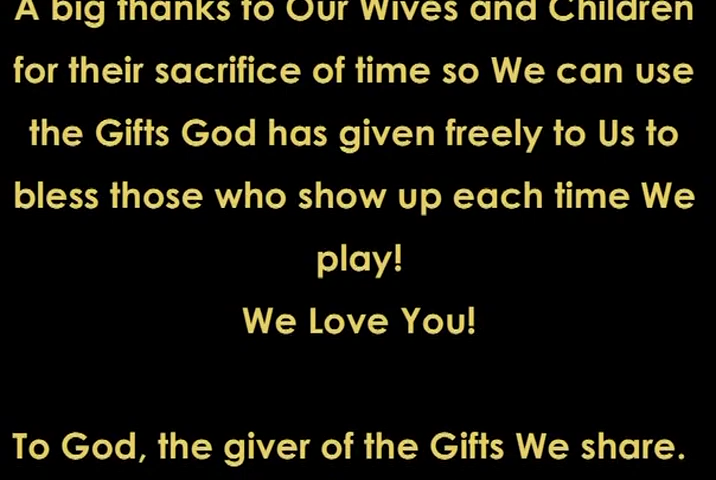 A big thanks to Our Wives and Children
for their sacrifice of time so We can use
the Gifts God has given freely to Us to
bless those who show up each time We
play!
We Love You!
To God, the giver of the Gifts We share.